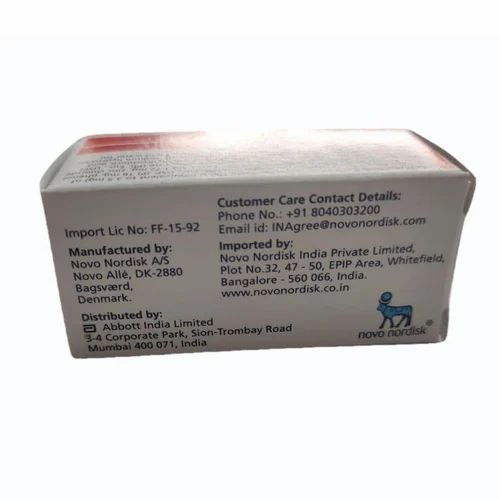 Import Lic No: FF-15-92
Manufactured by:
Novo Nordisk A/S
Novo Allè, DK-2880
Bagsværd,
Denmark.
Distributed by:
Abbott India Limited
3-4 Corporate Park, Sion-Trombay Road
Mumbai 400 071, India
Customer Care Contact Details:
Phone No.: +91 8040303200
Email id: INAgree@novonordisk.com
Imported by:
Novo Nordisk India Private Limited,
Plot No.32, 47 - 50, EPIP Area, Whitefield,
Bangalore - 560 066, India.
www.novonordisk.co.in
novo nordisk®